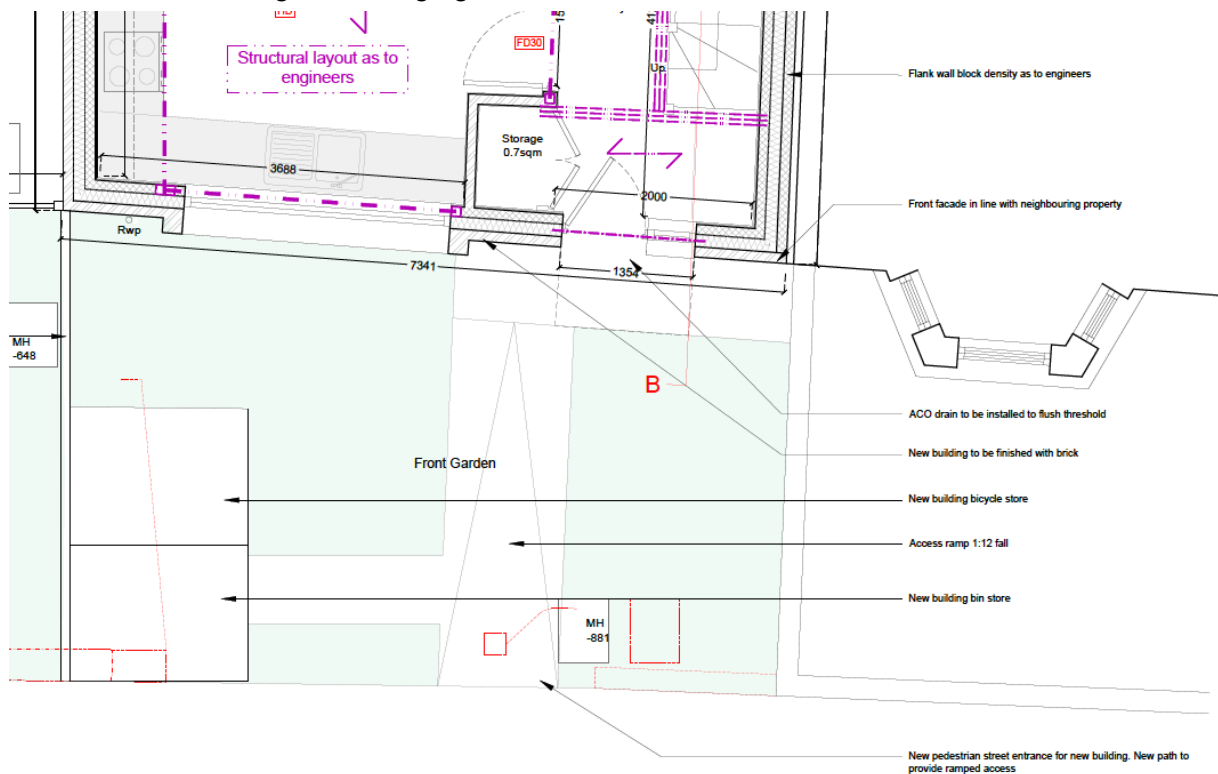 FD30
Structural layout as to
engineers
Up
Flank wall block density as to engineers
Storage
0.7sqm
3688
2000
Front facade in line with neighbouring property
Rwp
7341
1354
MH
-648
B
ACO drain to be installed to flush threshold
New building to be finished with brick
Front Garden
New building bicycle store
Access ramp 1:12 fall
New building bin store
MH
-881
New pedestrian street entrance for new building. New path to
provide ramped access